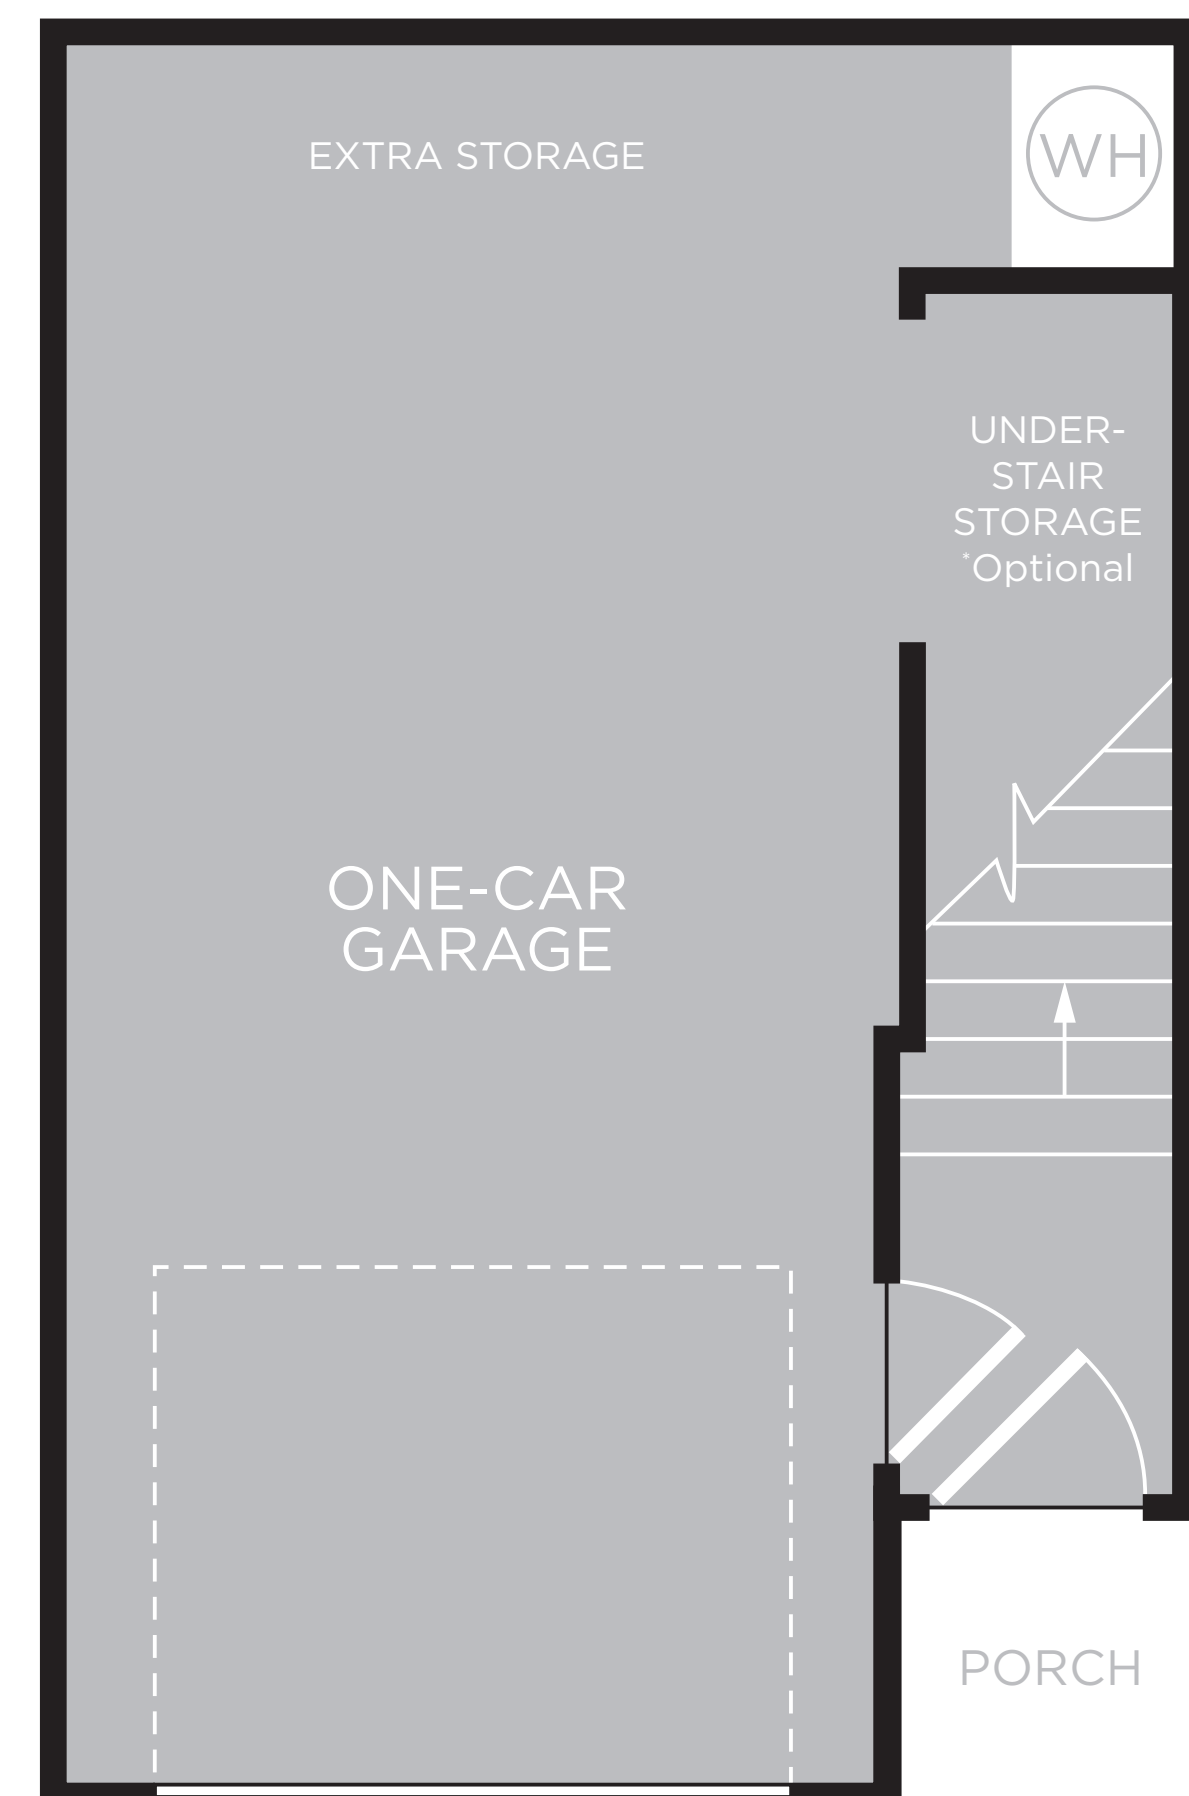 EXTRA STORAGE
WH
UNDER-
STAIR
STORAGE
*Optional
ONE-CAR
GARAGE
PORCH